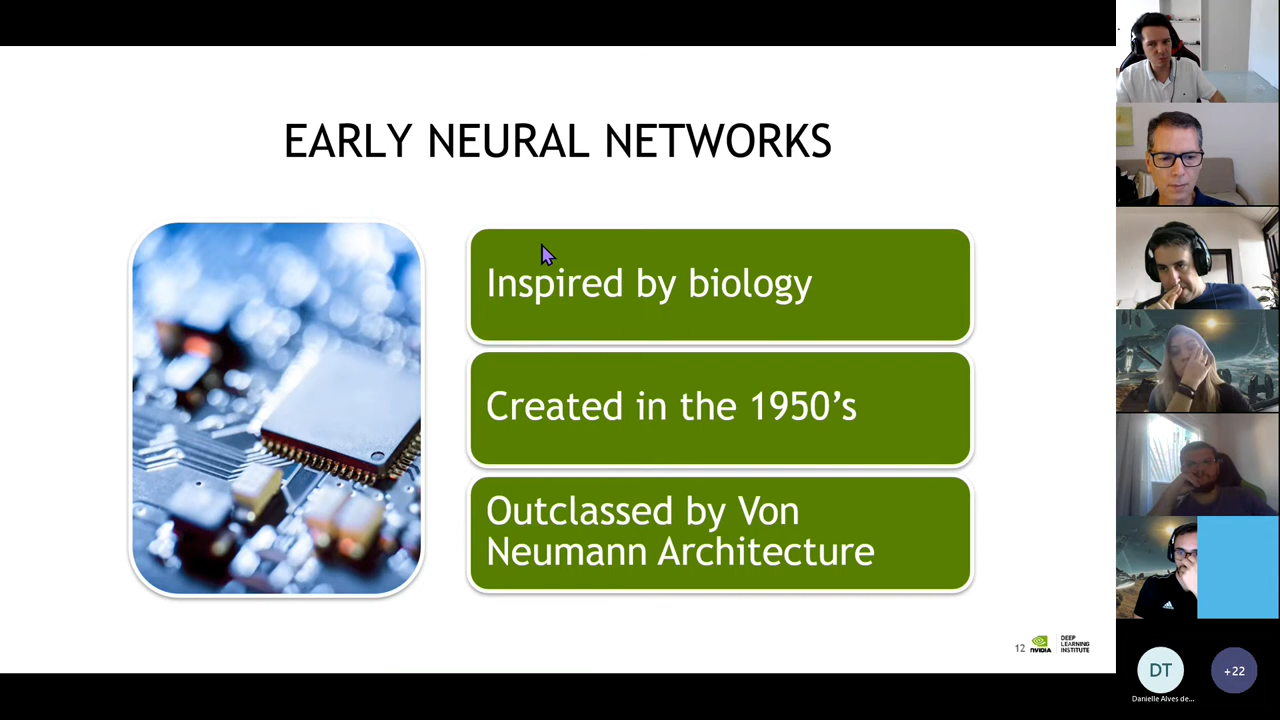 EARLY NEURAL NETWORKS
Inspired by biology
Created in the 1950’s
Outclassed by Von
Neumann Architecture
12
NVIDIA
DEEP
LEARNING
INSTITUTE
DT
Danielle Alves de...
+22